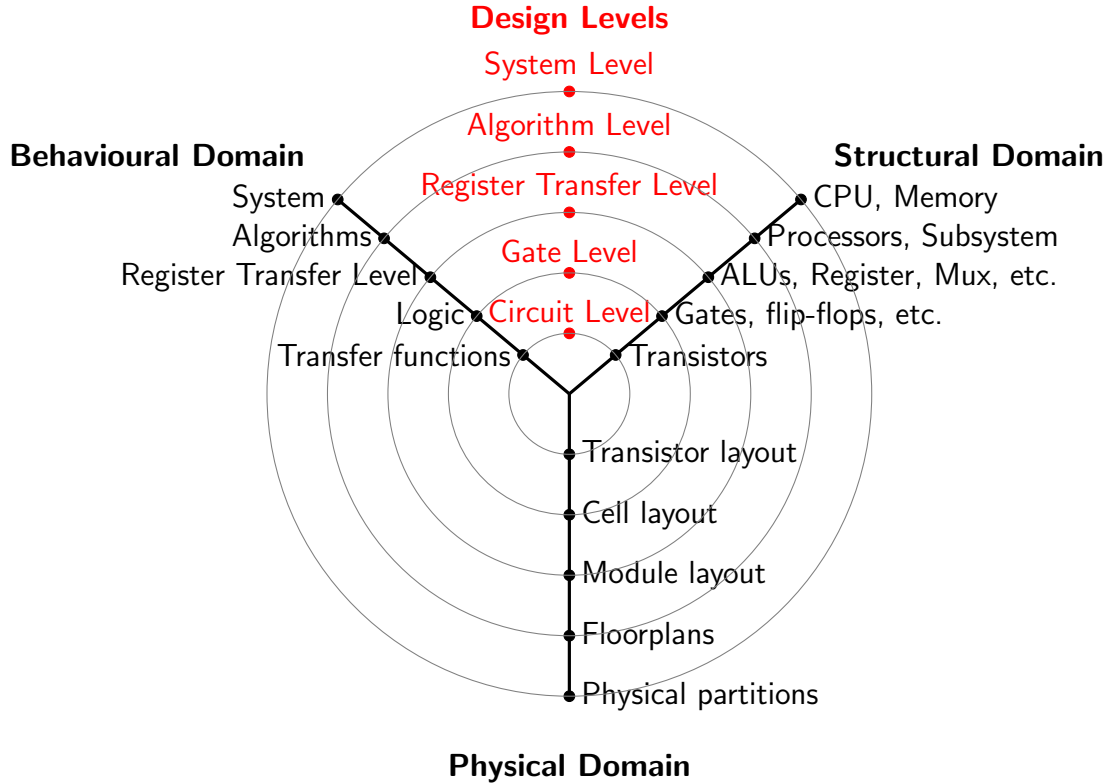 Design Levels
System Level
Algorithm Level
Behavioural Domain
Structural Domain
Register Transfer Level
System
CPU, Memory
Algorithms
Processors, Subsystem
Gate Level
Register Transfer Level
ALUs, Register, Mux, etc.
Logic
Circuit Level
Gates, flip-flops, etc.
Transfer functions
Transistors
Transistor layout
Cell layout
Module layout
Floorplans
Physical partitions
Physical Domain